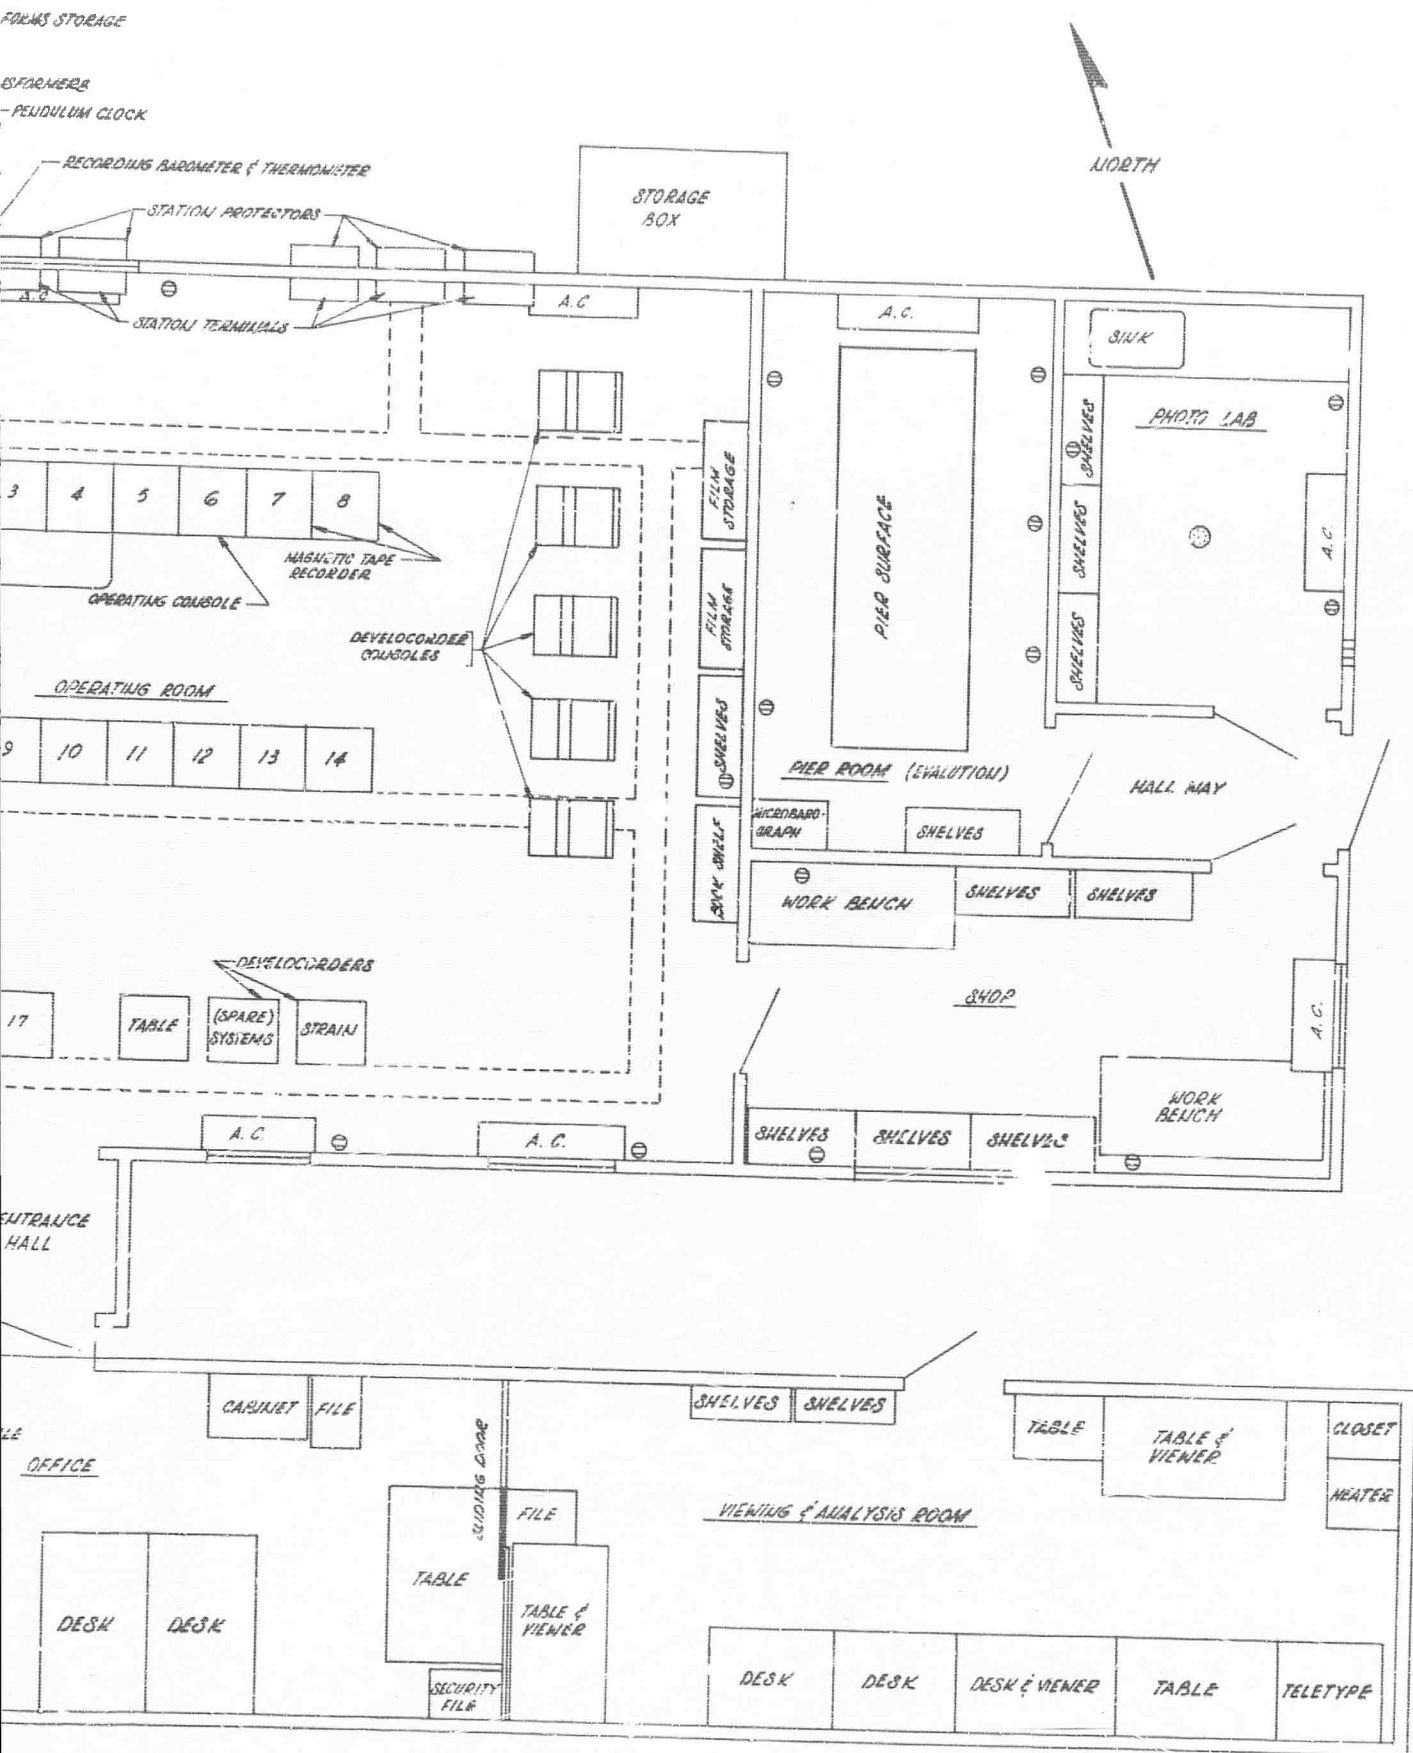 FORMS STORAGE
PENDULUM CLOCK
RECORDING BAROMETER & THERMOMETER
STATION PROTECTORS
STORAGE
BOX
NORTH
A.C
A.C
A.C.
STATION TERMINALS
SINK
PHOTO LAB
SHELVES
SHELVES
SHELVES
A.C.
FILM
STORAGE
FILM
STORAGE
SHELVES
BOOK SHELF
PIER SURFACE
3
4
5
6
7
8
MAGNETIC TAPE
RECORDER
OPERATING CONSOLE
DEVELOCORDER
CONSOLES
OPERATING ROOM
9
10
11
12
13
14
PIER ROOM (EVALUTION)
HALL WAY
MICROBARO-
GRAPH
SHELVES
WORK BENCH
SHELVES
SHELVES
DEVELOCORDERS
17
TABLE
(SPARE)
SYSTEMS
STRAIN
SHOP
A.C.
WORK
BENCH
A.C.
A.C.
SHELVES
SHELVES
SHELVES
ENTRANCE
HALL
CABINET
FILE
SHELVES
SHELVES
TABLE
TABLE &
VIEWER
CLOSET
HEATER
OFFICE
SLIDING DOOR
FILE
VIEWING & ANALYSIS ROOM
TABLE
TABLE &
VIEWER
DESK
DESK
SECURITY
FILE
DESK
DESK
DESK & VIEWER
TABLE
TELETYPE